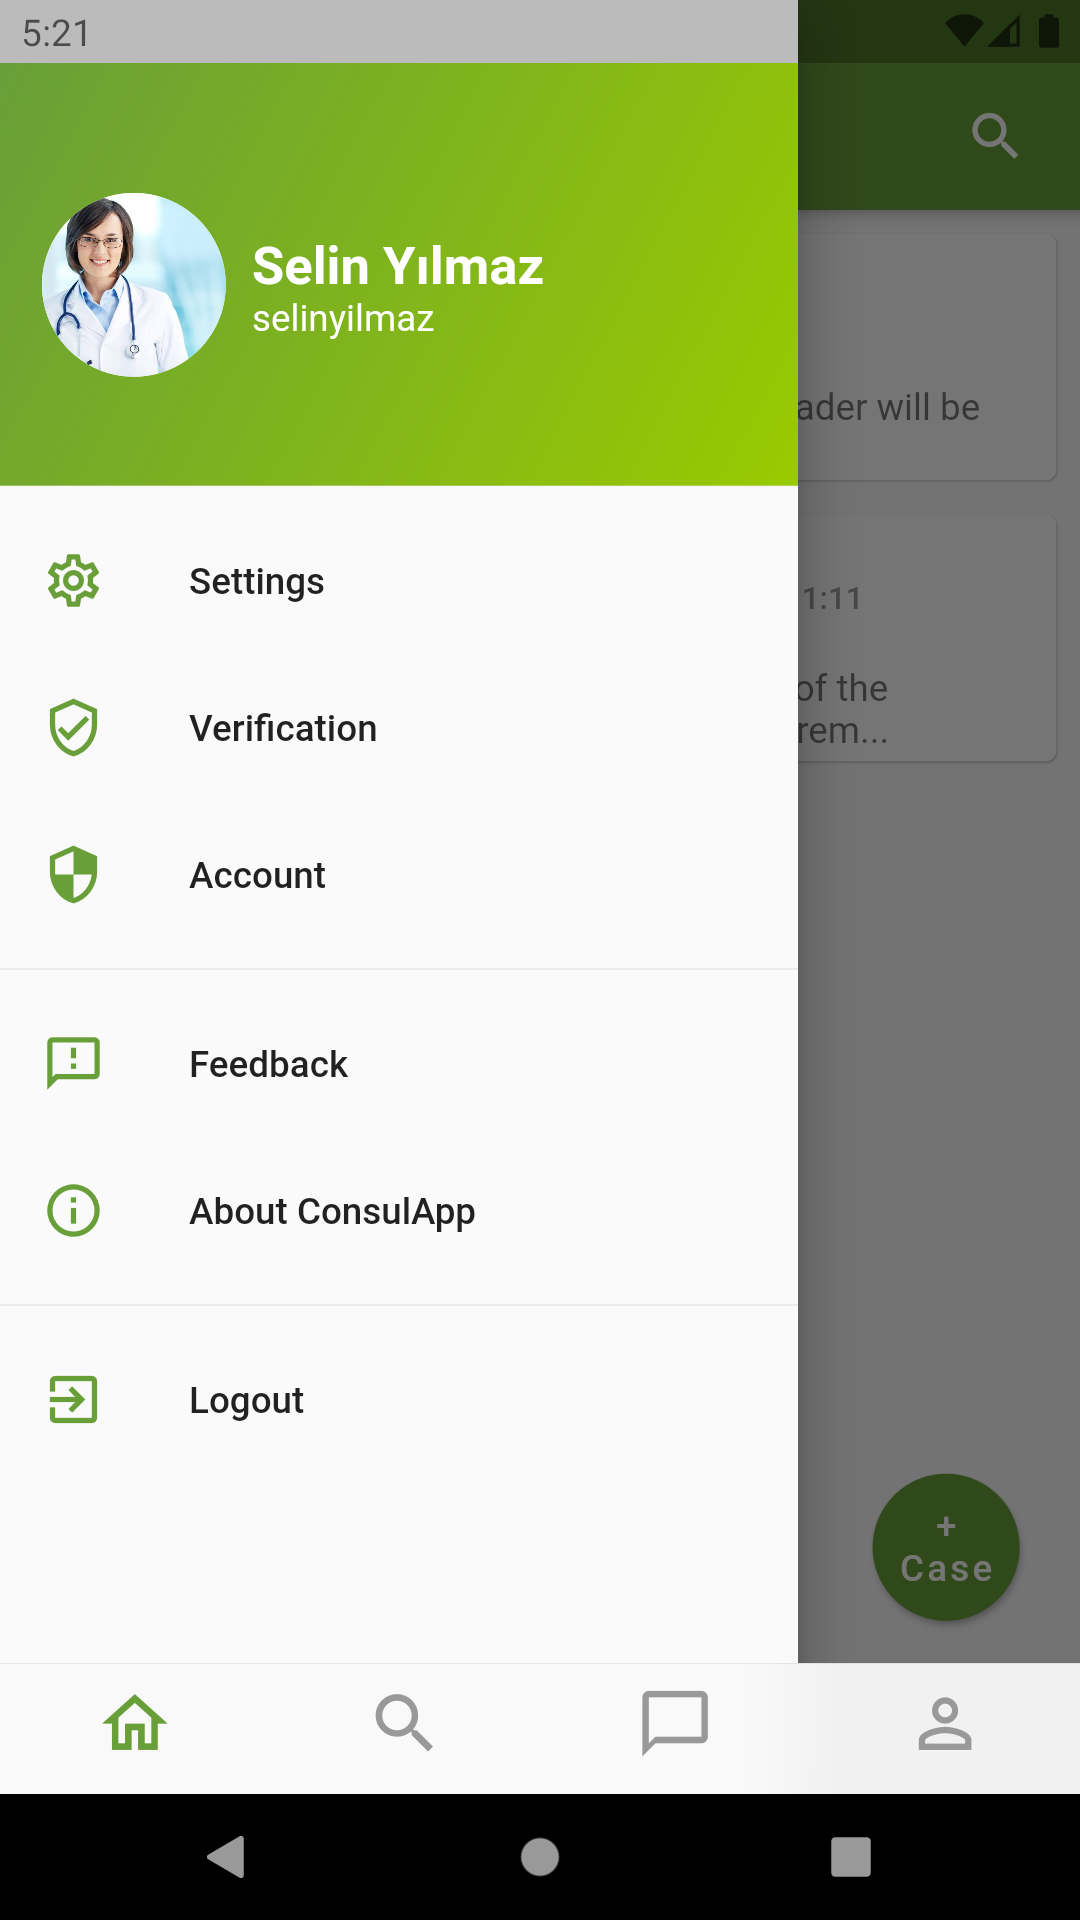 5:21
Selin Yılmaz
selinyilmaz
ader will be
1:11
of the
rem...
Settings
Verification
Account
Feedback
About ConsulApp
Logout
+
Case